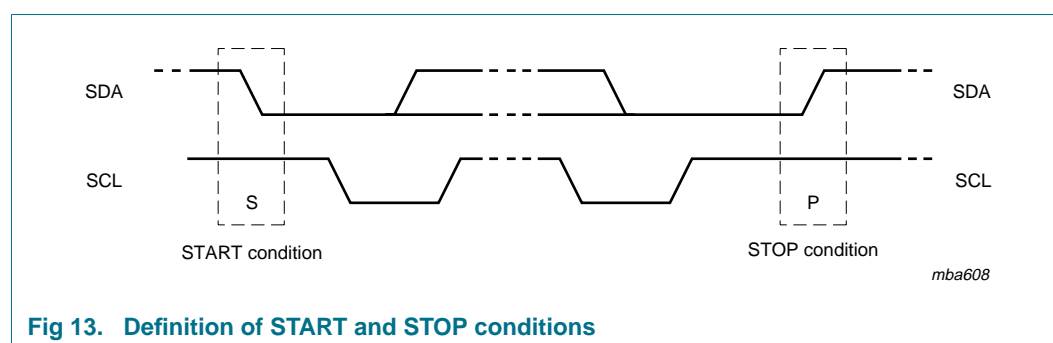 SDA
SDA
SCL
SCL
S
P
START condition
STOP condition
mba608
Fig 13. Definition of START and STOP conditions